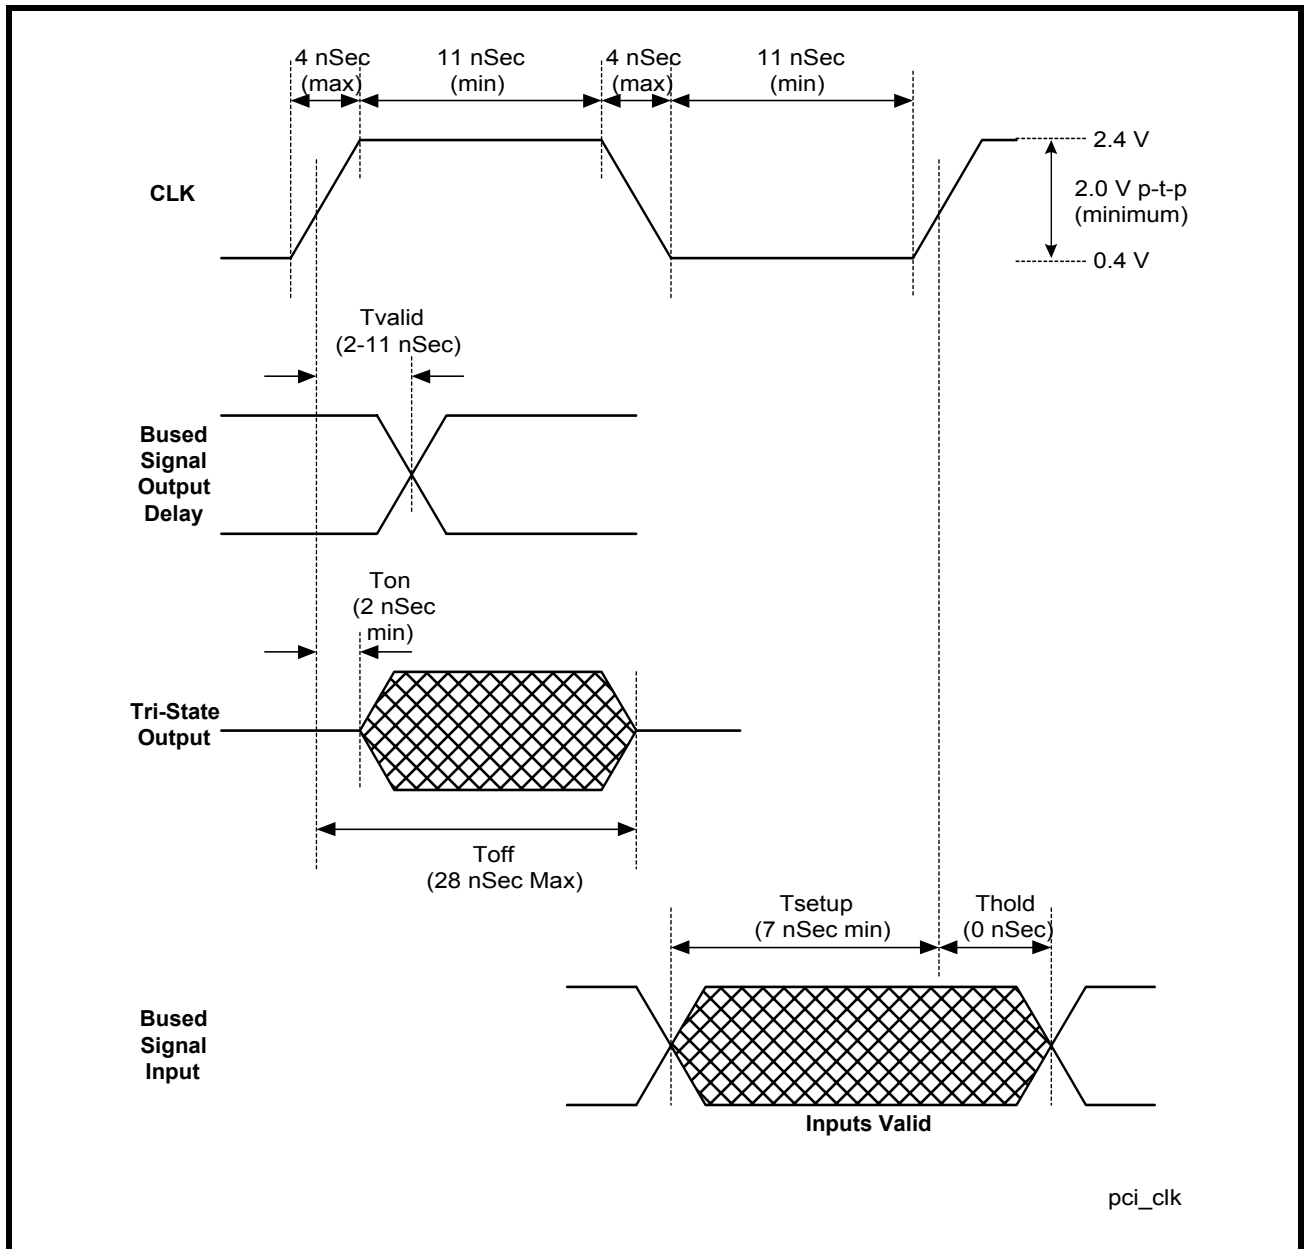 4 nSec
(max)
11 nSec
(min)
4 nSec
(max)
11 nSec
(min)
2.4 V
CLK
2.0 V p-t-p
(minimum)
0.4 V
Tvalid
(2-11 nSec)
Bused
Signal
Output
Delay
Ton
(2 nSec
min)
Tri-State
Output
Toff
(28 nSec Max)
Tsetup
(7 nSec min)
Thold
(0 nSec)
Bused
Signal
Input
Inputs Valid
pci_clk